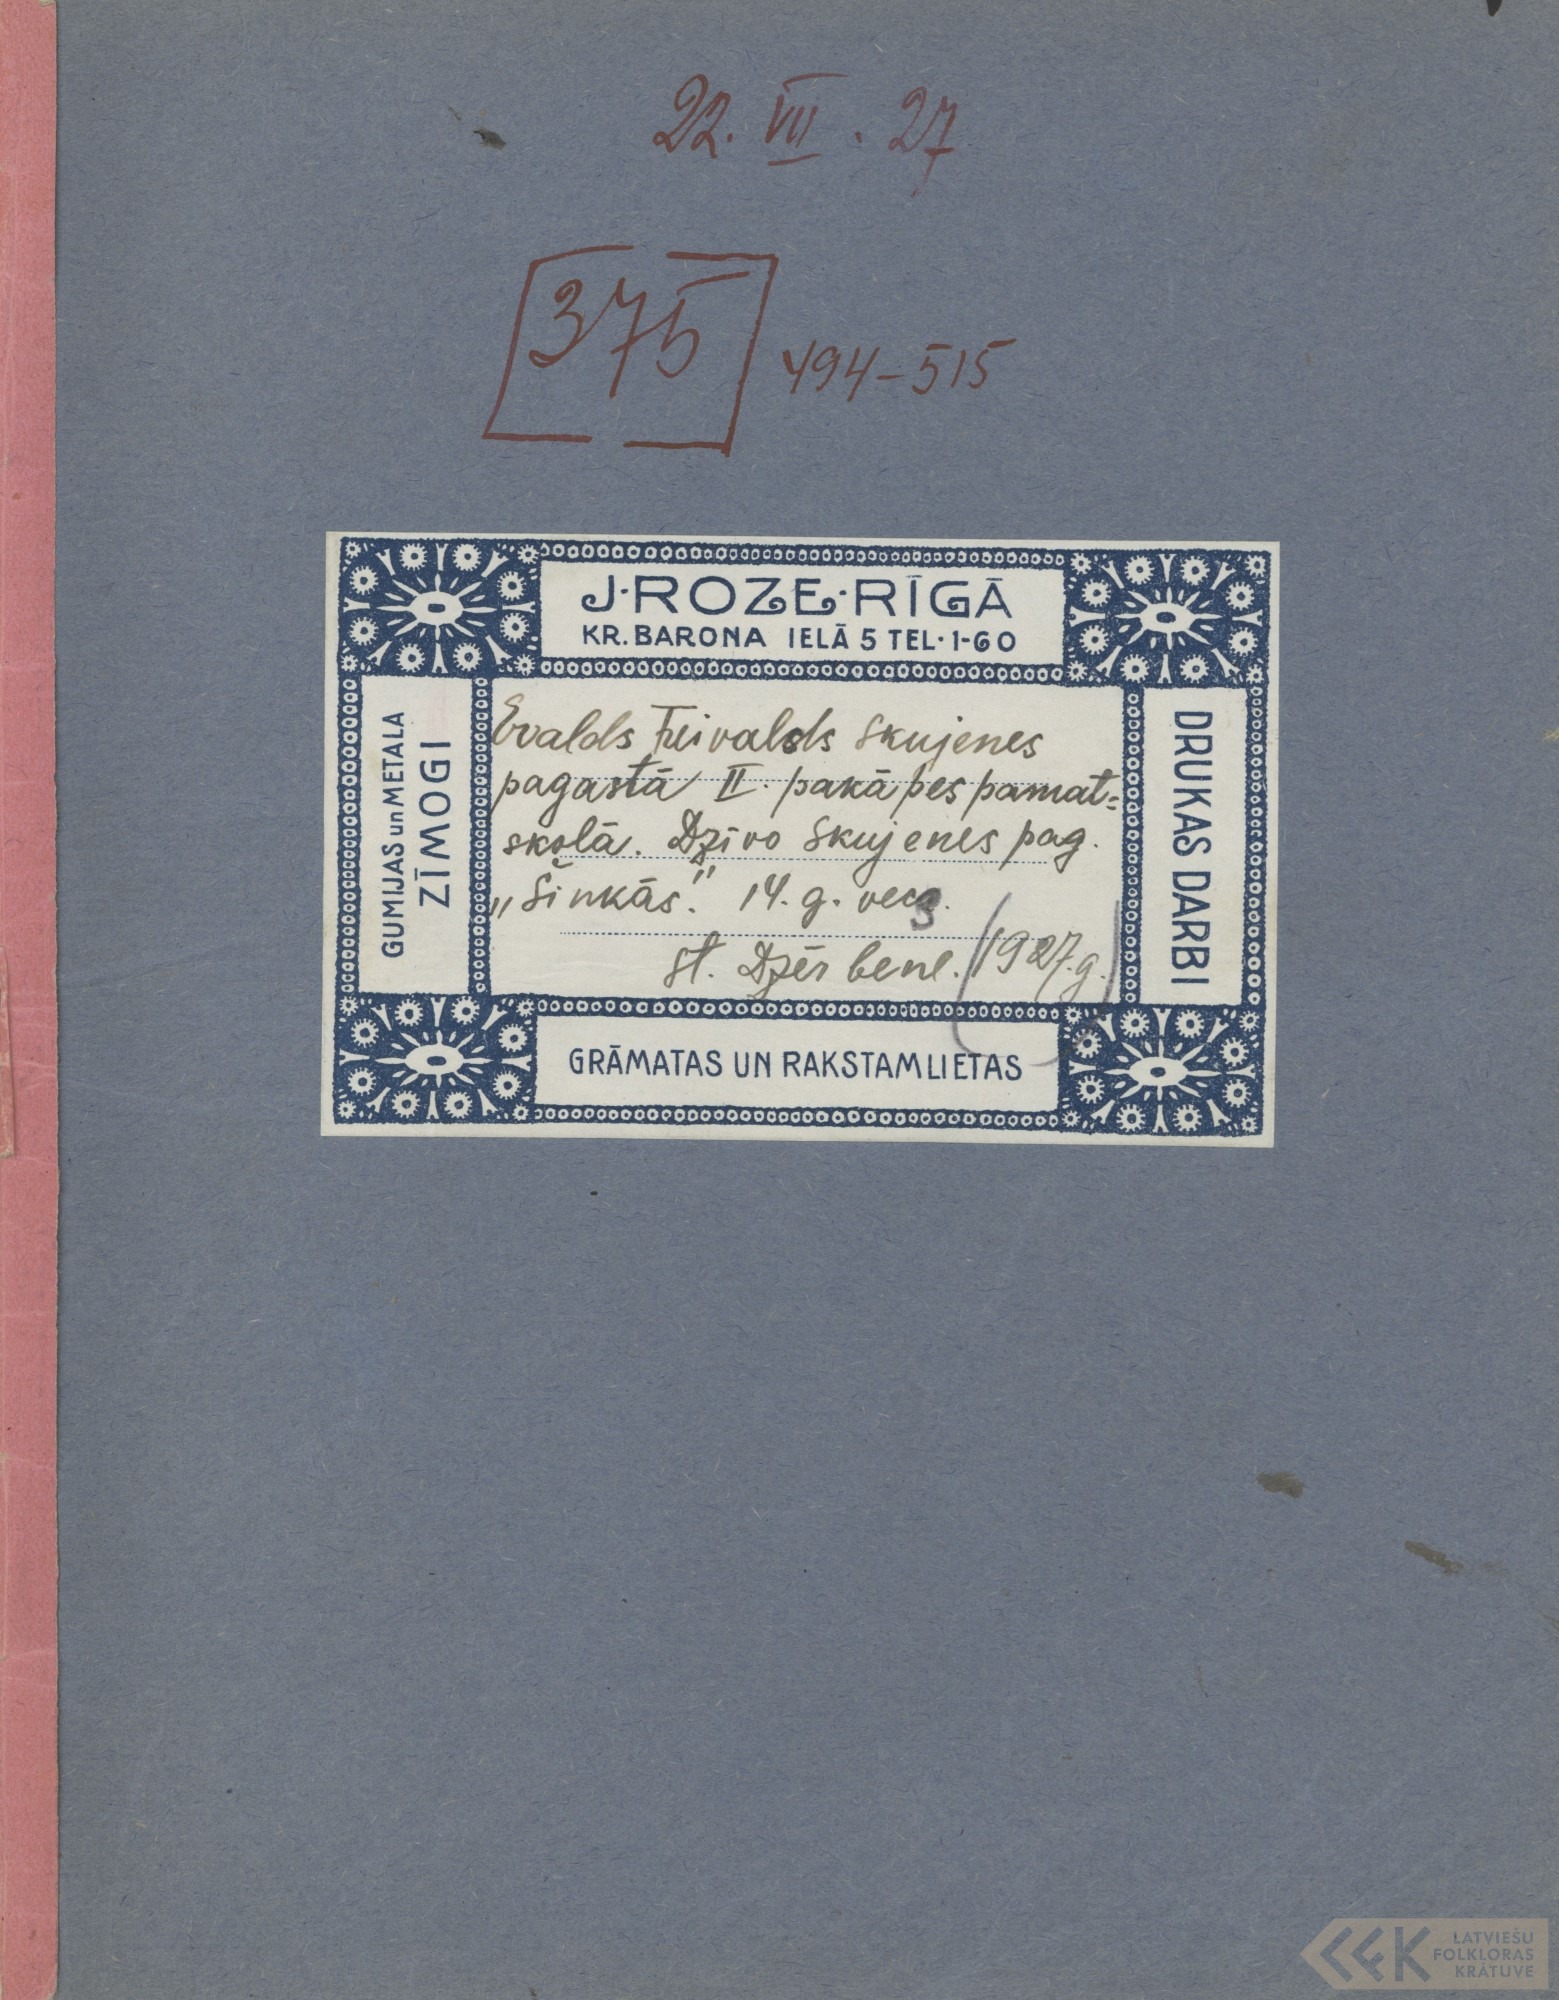 22. VII. 27
375
494-515
J·ROZE·RĪGĀ
KR. BARONA IELĀ 5 TEL·1-60
GUMIJAS un METALA
ZĪMOGI
Evalds Freivalds Skujenes
pagastā II. pakāpes pamat=
skolā. Dzīvo Skujenes pag.
„Sinkās." 14. g. vecs.
st. Dzērbene. (1927.g.)
DRUKAS DARBI
GRĀMATAS UN RAKSTAMLIETAS
LATVIEŠU
FOLKLORAS
KRĀTUVE